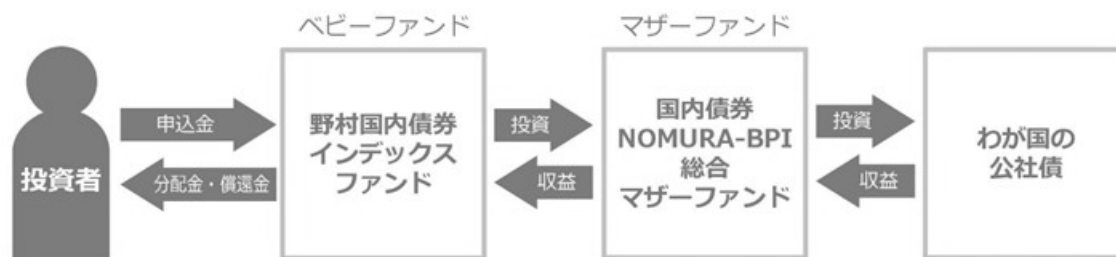 ベビーファンド
マザーファンド
投資者
申込金
分配金・償還金
野村国内債券
インデックス
ファンド
投資
収益
国内債券
NOMURA-BPI
総合
マザーファンド
投資
収益
わが国の
公社債